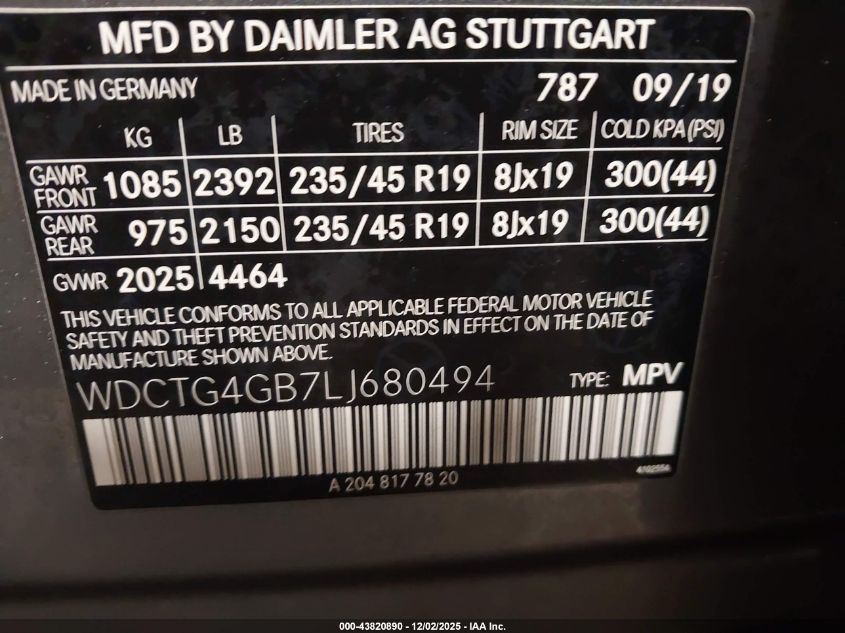 MFD BY DAIMLER AG STUTTGART
MADE IN GERMANY 787 09/19
KG LB TIRES RIM SIZE COLD KPA (PSI)
GAWR FRONT 1085 2392 235/45 R19 8Jx19 300(44)
GAWR REAR 975 2150 235/45 R19 8Jx19 300(44)
GVWR 2025 4464
THIS VEHICLE CONFORMS TO ALL APPLICABLE FEDERAL MOTOR VEHICLE
SAFETY AND THEFT PREVENTION STANDARDS IN EFFECT ON THE DATE OF
MANUFACTURE SHOWN ABOVE.
WDCTG4GB7LJ680494 TYPE: MPV
A 204 817 78 20
000-43820890 - 12/02/2025 - IAA Inc.